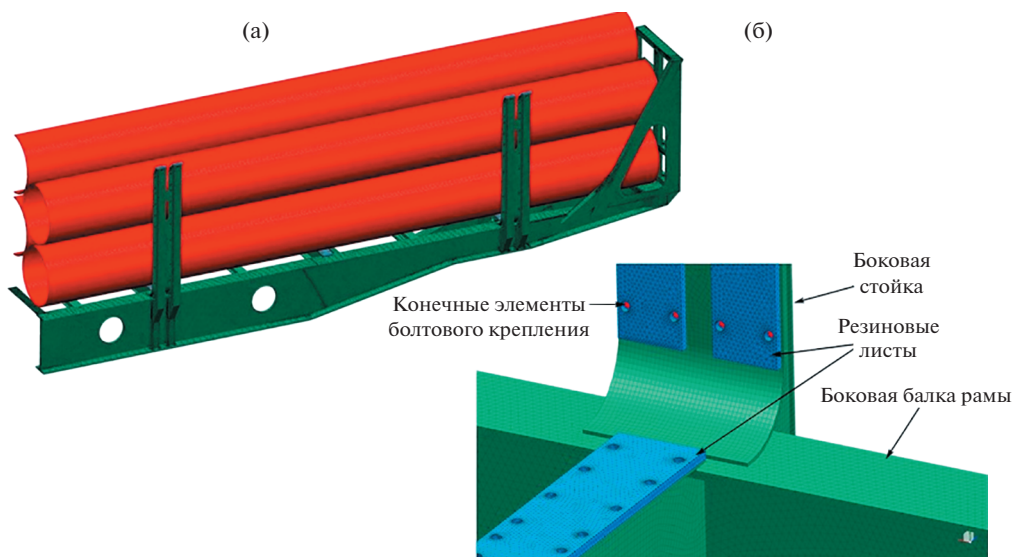 (а)
(б)
Боковая
стойка
Конечные элементы
болтового крепления
Резиновые
листы
Боковая балка рамы